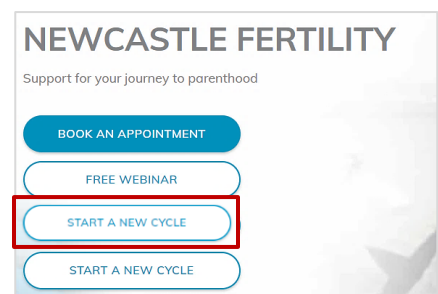 NEWCASTLE FERTILITY
Support for your journey to parenthood
BOOK AN APPOINTMENT
FREE WEBINAR
START A NEW CYCLE
START A NEW CYCLE